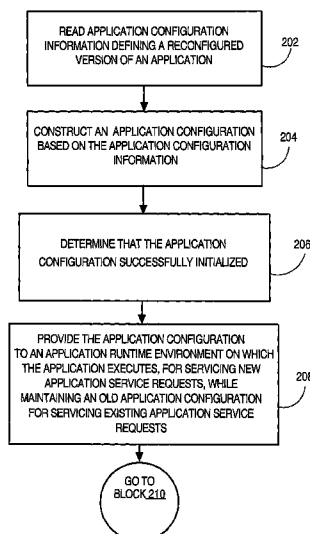 READ APPLICATION CONFIGURATION
INFORMATION DEFINING A RECONFIGURED
VERSION OF AN APPLICATION
202
CONSTRUCT AN APPLICATION CONFIGURATION
BASED ON THE APPLICATION CONFIGURATION
INFORMATION
204
DETERMINE THAT THE APPLICATION
CONFIGURATION SUCCESSFULLY INITIALIZED
206
PROVIDE THE APPLICATION CONFIGURATION
TO AN APPLICATION RUNTIME ENVIRONMENT ON WHICH
THE APPLICATION EXECUTES, FOR SERVICING NEW
APPLICATION SERVICE REQUESTS, WHILE
MAINTAINING AN OLD APPLICATION CONFIGURATION
FOR SERVICING EXISTING APPLICATION SERVICE
REQUESTS
208
GO TO
BLOCK 210